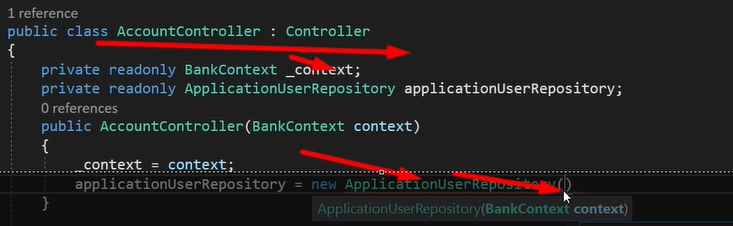 1 reference
public class AccountController : Controller
{
private readonly BankContext _context;
private readonly ApplicationUserRepository applicationUserRepository;
0 references
public AccountController(BankContext context)
{
_context = context;
applicationUserRepository = new ApplicationUserRepository()
}
ApplicationUserRepository(BankContext context)